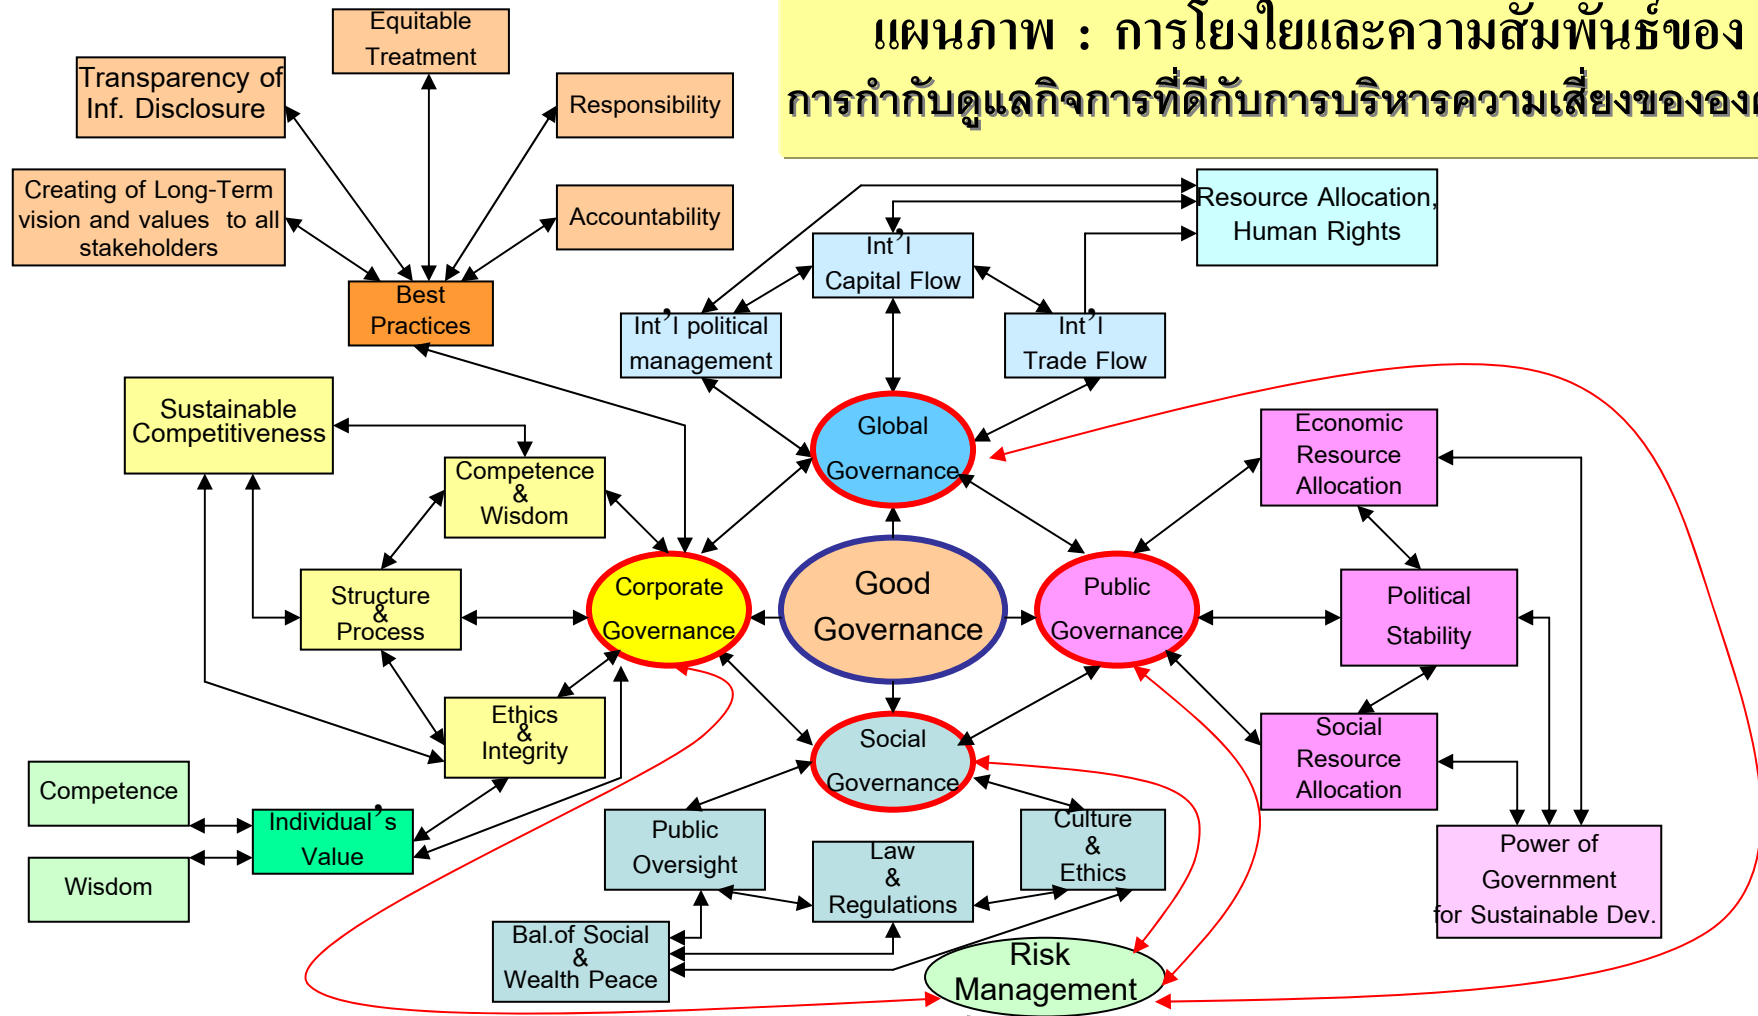 แผนภาพ : การโยงใยและความสัมพันธ์ของ
การกำกับดูแลกิจการที่ดีกับการบริหารความเสี่ยงของ
Equitable
Treatment
Transparency of
Inf. Disclosure
Responsibility
Creating of Long-Term
vision and values to all
stakeholders
Accountability
Best
Practices
Resource Allocation,
Human Rights
Int'l
Capital Flow
Int'l political
management
Int'l
Trade Flow
Sustainable
Competitiveness
Competence
&
Wisdom
Structure
&
Process
Ethics
&
Integrity
Global
Governance
Corporate
Governance
Good
Governance
Public
Governance
Social
Governance
Economic
Resource
Allocation
Political
Stability
Social
Resource
Allocation
Power of
Government
for Sustainable Dev.
Competence
Wisdom
Individual's
Value
Public
Oversight
Law
&
Regulations
Culture
&
Ethics
Bal.of Social
&
Wealth Peace
Risk
Management